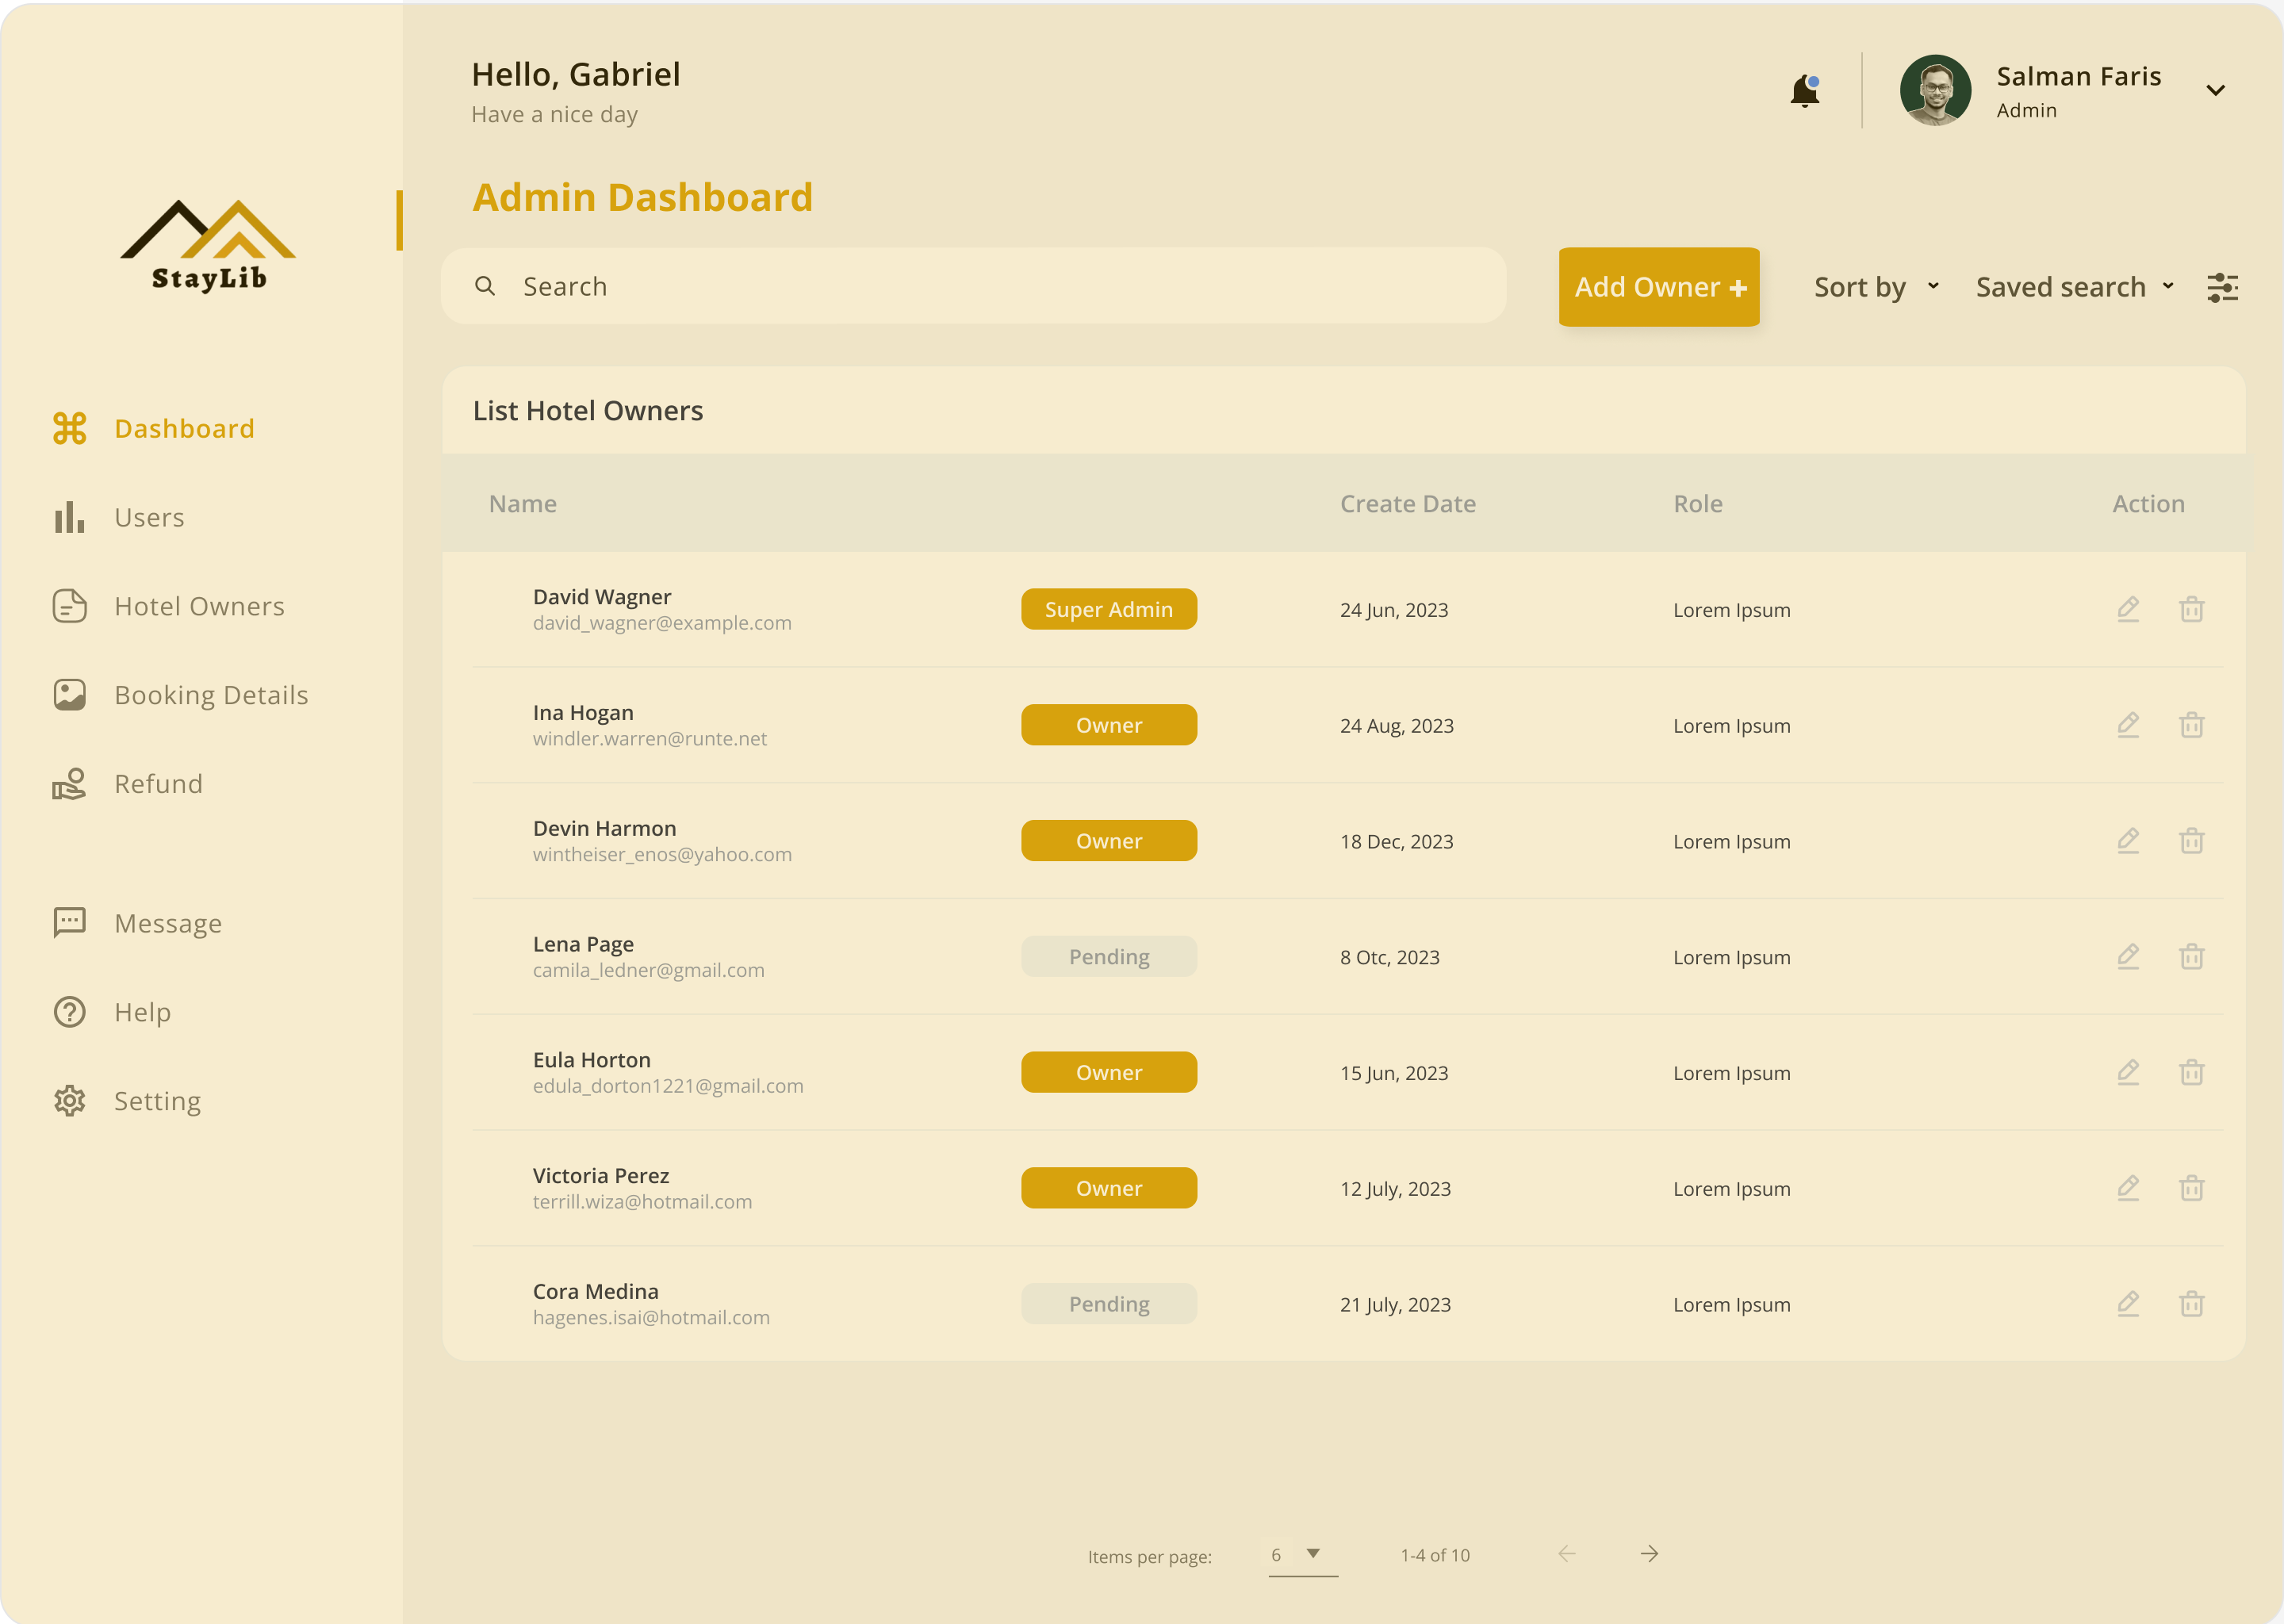 Hello, Gabriel
Have a nice day
Salman Faris
Admin
StayLib
Admin Dashboard
Search
Add Owner +
Sort by
Saved search
Dashboard
Users
Hotel Owners
Booking Details
Refund
Message
Help
Setting
List Hotel Owners
Name Create Date Role Action
David Wagner
david_wagner@example.com
Super Admin
24 Jun, 2023
Lorem Ipsum
Ina Hogan
windler.warren@runte.net
Owner
24 Aug, 2023
Lorem Ipsum
Devin Harmon
wintheiser_enos@yahoo.com
Owner
18 Dec, 2023
Lorem Ipsum
Lena Page
camila_ledner@gmail.com
Pending
8 Otc, 2023
Lorem Ipsum
Eula Horton
edula_dorton1221@gmail.com
Owner
15 Jun, 2023
Lorem Ipsum
Victoria Perez
terrill.wiza@hotmail.com
Owner
12 July, 2023
Lorem Ipsum
Cora Medina
hagenes.isai@hotmail.com
Pending
21 July, 2023
Lorem Ipsum
Items per page: 6 1-4 of 10